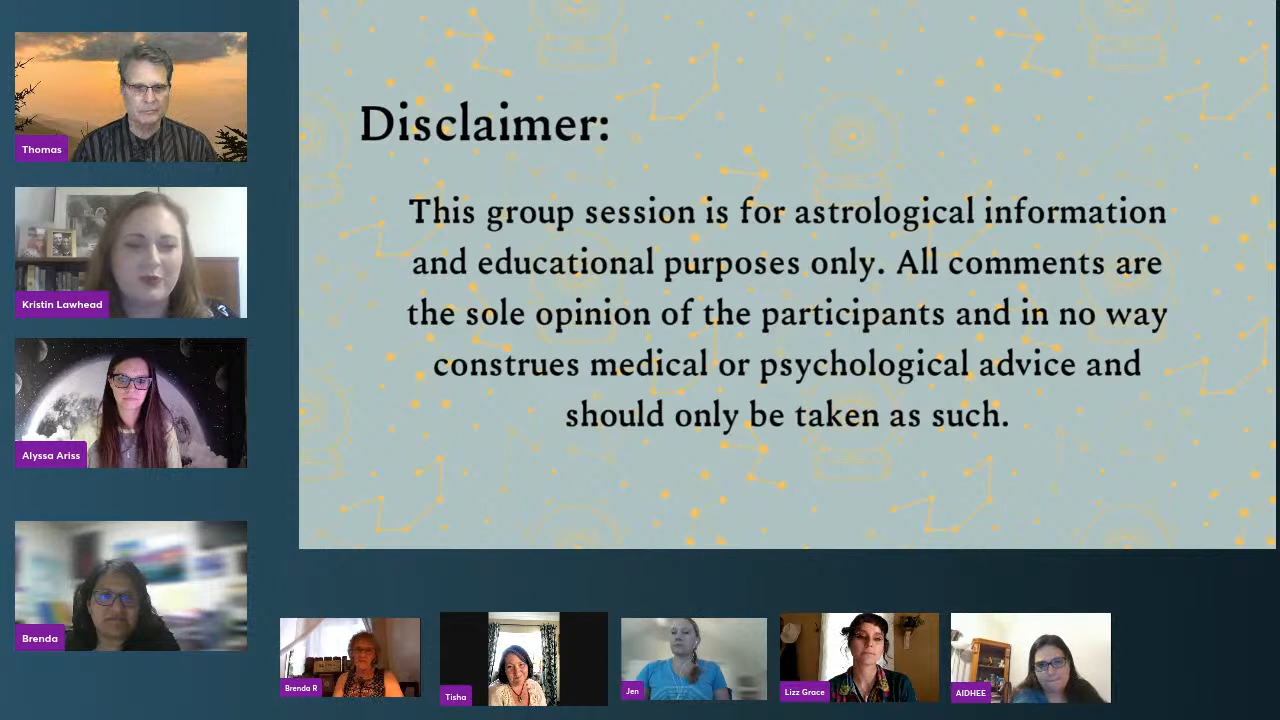 Thomas
Kristin Lawhead
Alyssa Ariss
Brenda
Disclaimer:
This group session is for astrological information
and educational purposes only. All comments are
the sole opinion of the participants and in no way
construes medical or psychological advice and
should only be taken as such.
Brenda R
Tisha
Jen
Lizz Grace
AIDHEE